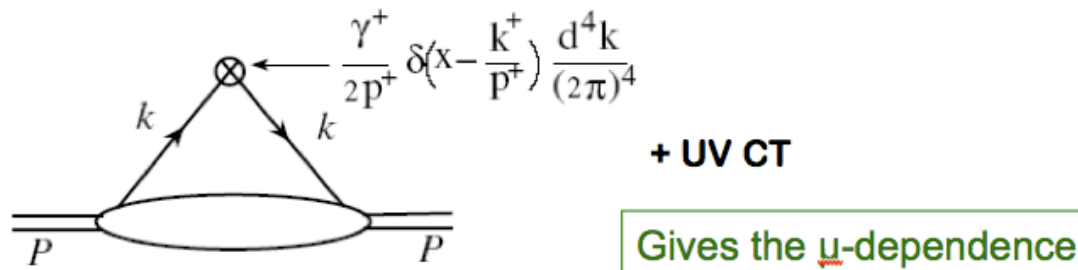 γ⁺/2p⁺ δ(x − k⁺/p⁺) d⁴k/(2π)⁴
k
k
+ UV CT
P
P
Gives the μ-dependence